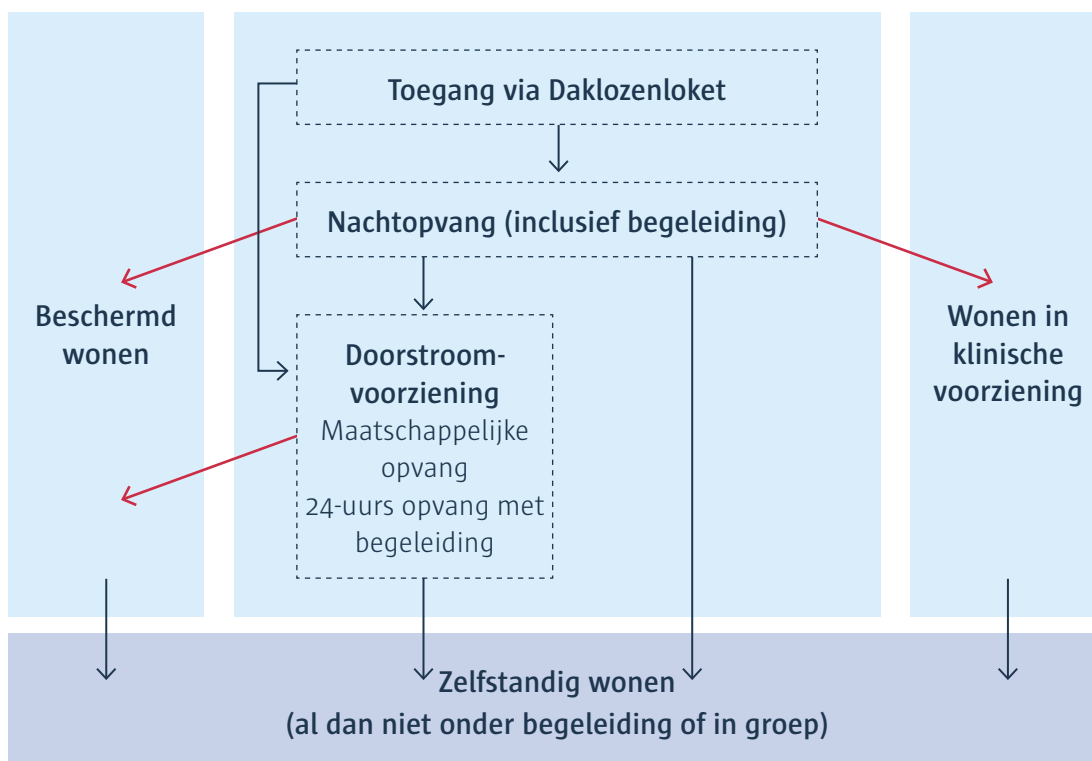 Toegang via Daklozenloket
Nachtopvang (inclusief begeleiding)
Beschermd
wonen
Doorstroom-
voorziening
Maatschappelijke
opvang
24-uurs opvang met
begeleiding
Wonen in
klinische
voorziening
Zelfstandig wonen
(al dan niet onder begeleiding of in groep)